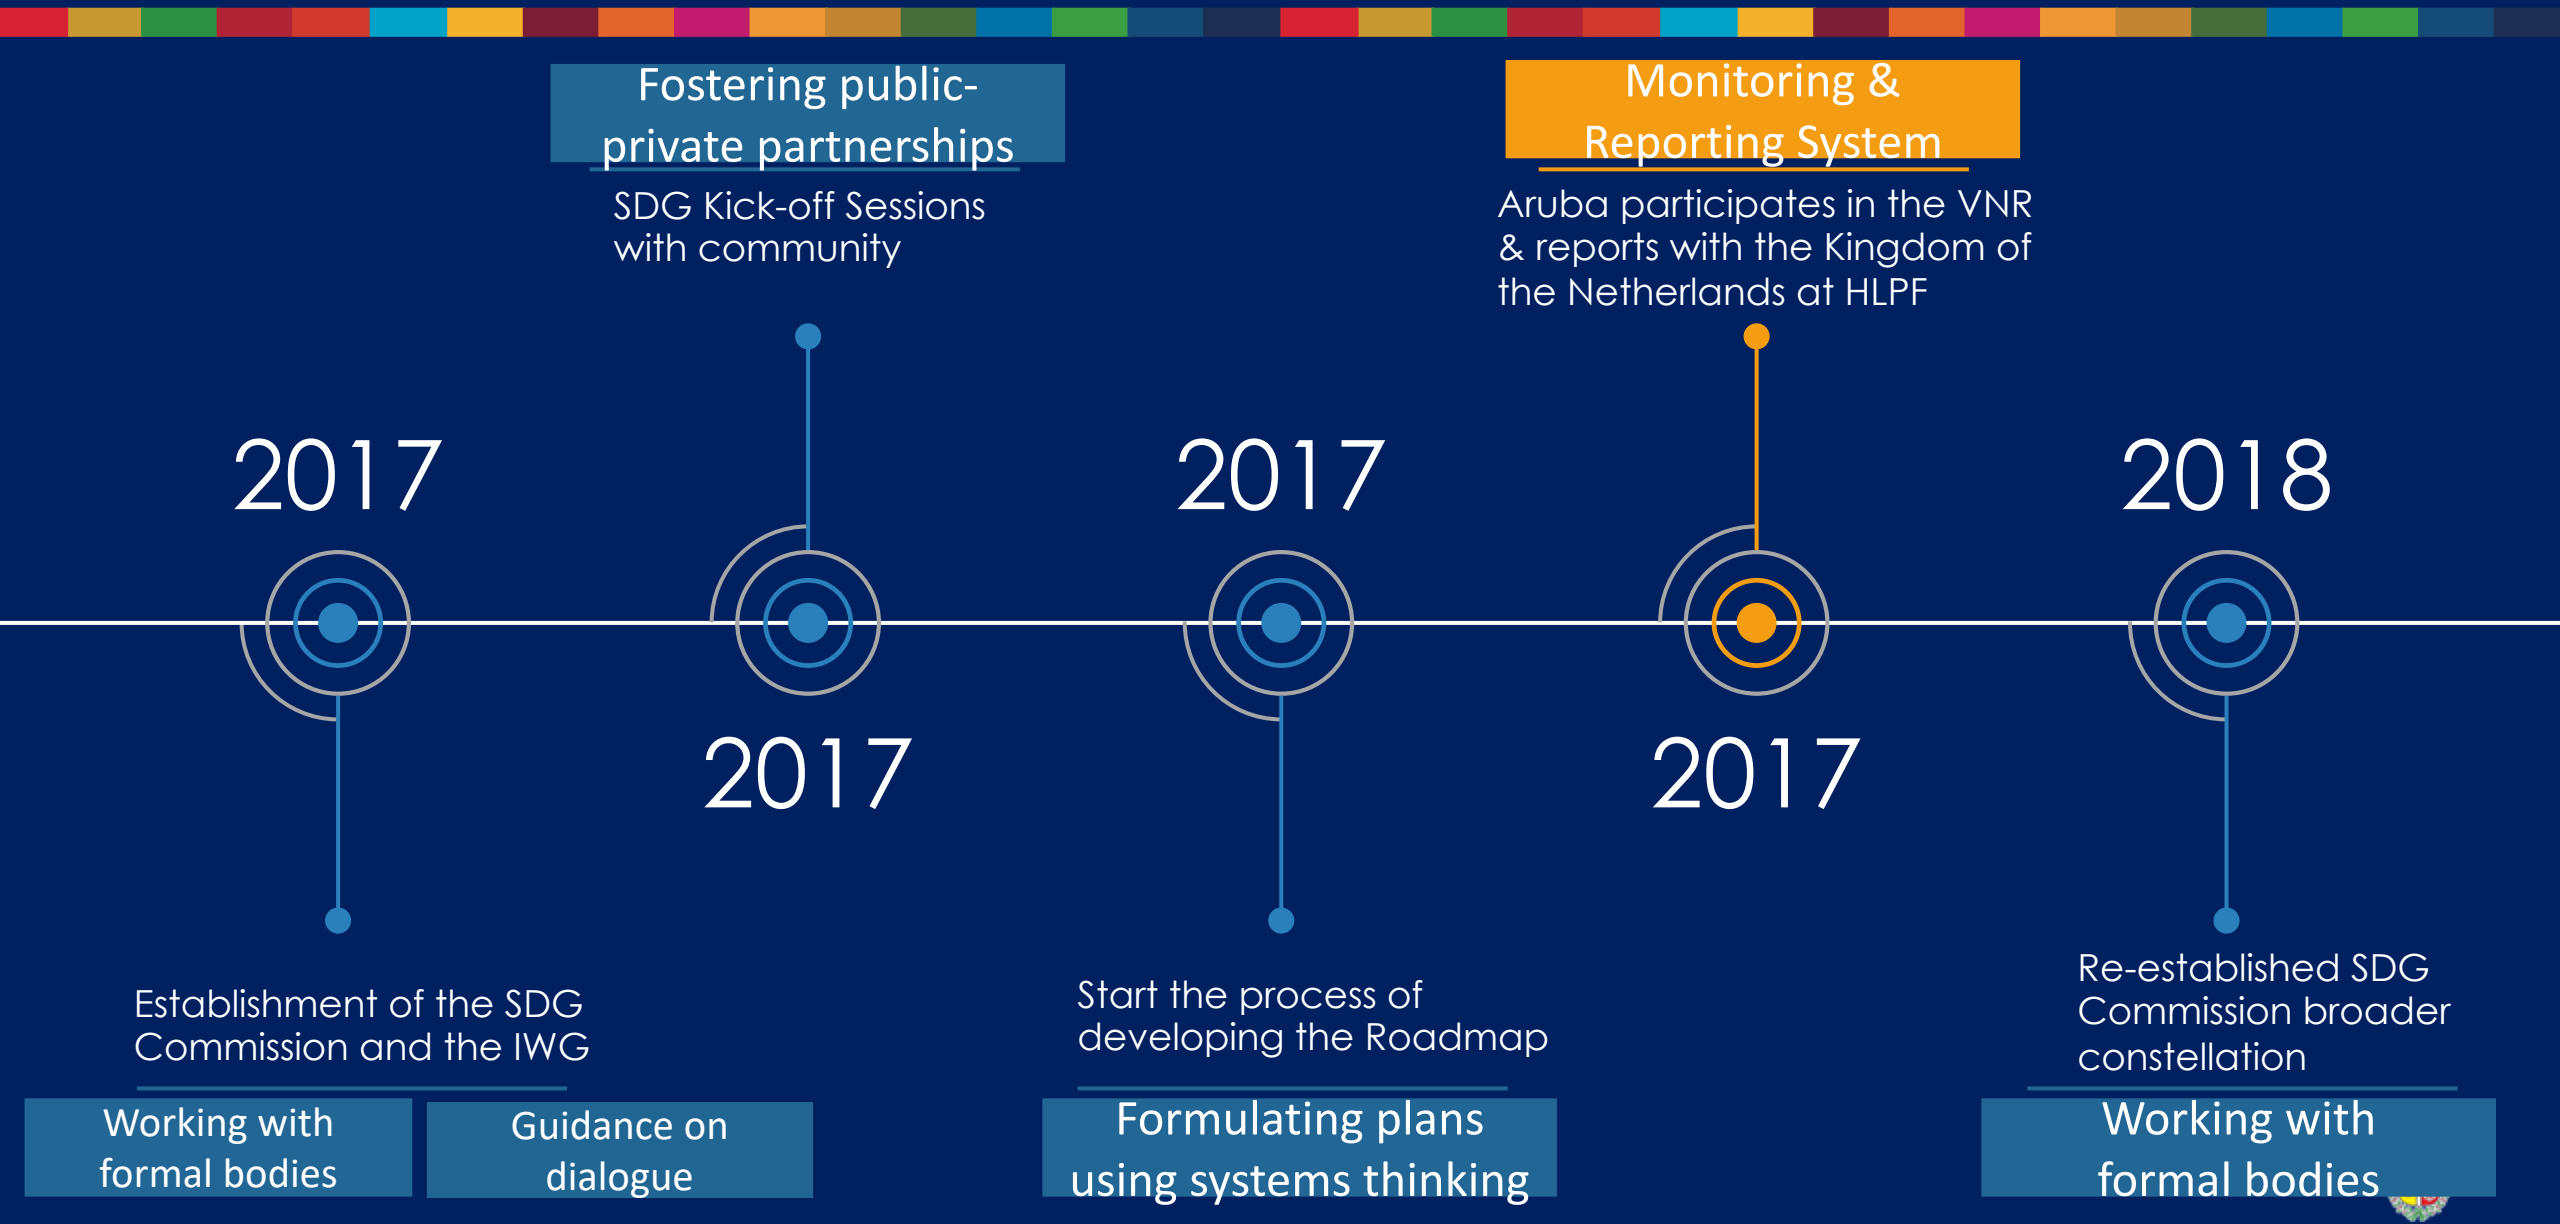 Fostering public-
private partnerships
SDG Kick-off Sessions
with community
Monitoring &
Reporting System
Aruba participates in the VNR
& reports with the Kingdom of
the Netherlands at HLPF
2017
2017
2018
2017
2017
Establishment of the SDG
Commission and the IWG
Working with
formal bodies
Guidance on
dialogue
Start the process of
developing the Roadmap
Formulating plans
using systems thinking
Re-established SDG
Commission broader
constellation
Working with
formal bodies